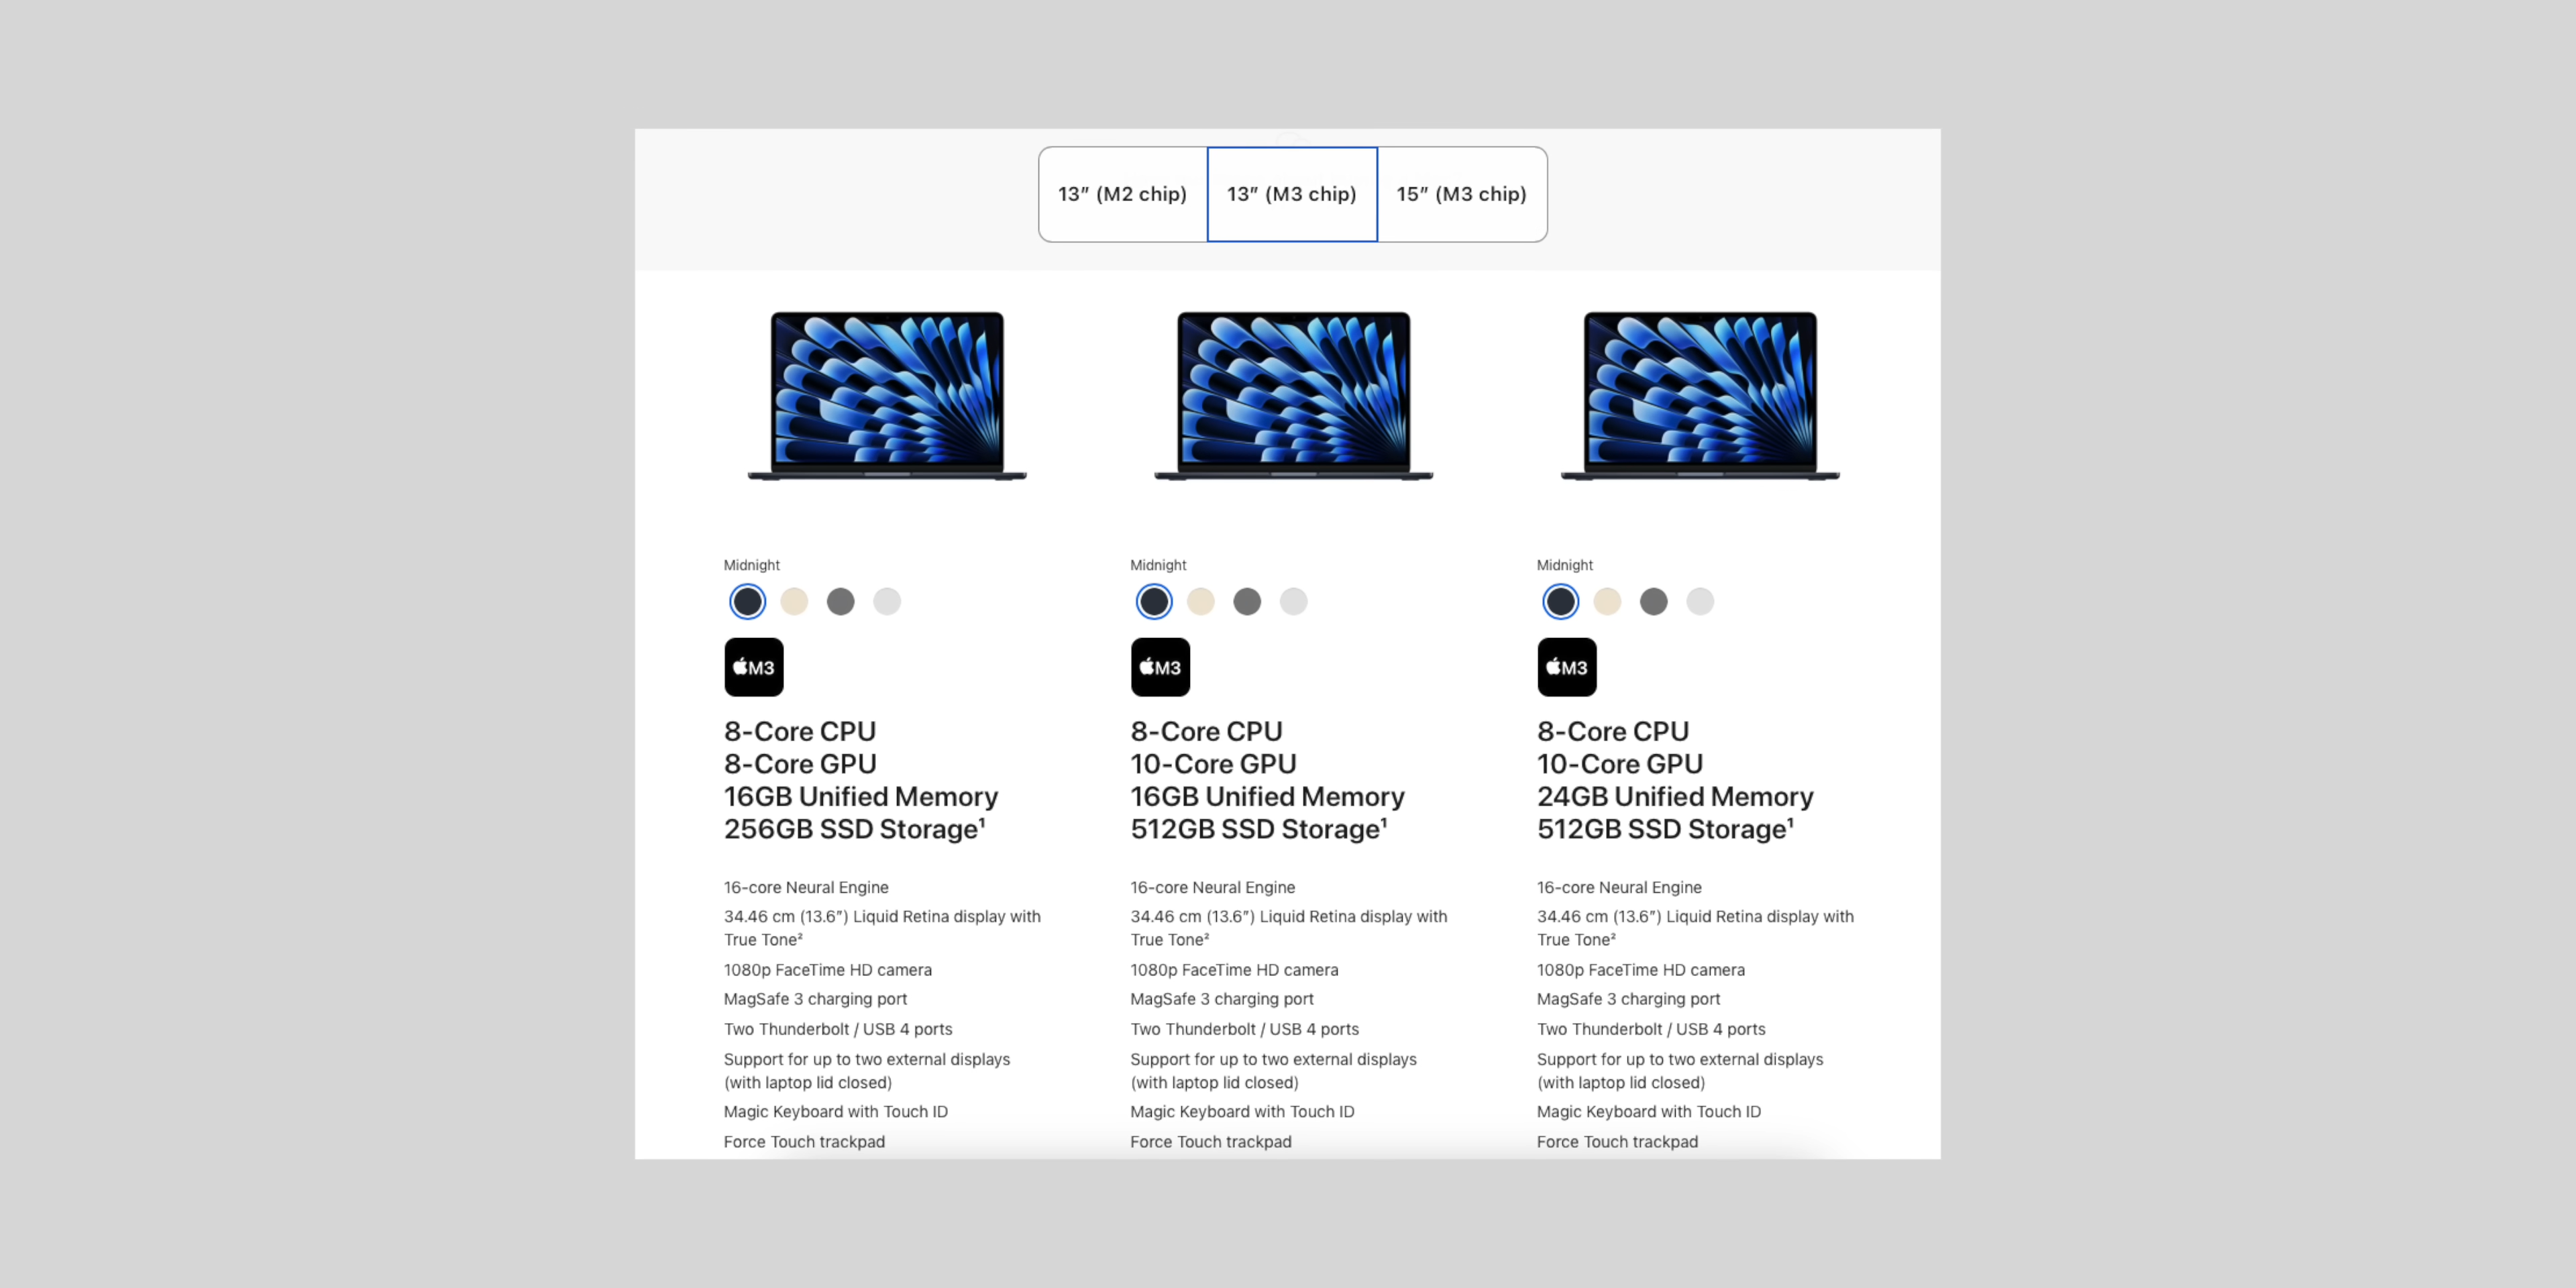 13” (M2 chip)
13” (M3 chip)
15” (M3 chip)
Midnight
M3
8-Core CPU
8-Core GPU
16GB Unified Memory
256GB SSD Storage¹
16-core Neural Engine
34.46 cm (13.6”) Liquid Retina display with
True Tone²
1080p FaceTime HD camera
MagSafe 3 charging port
Two Thunderbolt / USB 4 ports
Support for up to two external displays
(with laptop lid closed)
Magic Keyboard with Touch ID
Force Touch trackpad
Midnight
M3
8-Core CPU
10-Core GPU
16GB Unified Memory
512GB SSD Storage¹
16-core Neural Engine
34.46 cm (13.6”) Liquid Retina display with
True Tone²
1080p FaceTime HD camera
MagSafe 3 charging port
Two Thunderbolt / USB 4 ports
Support for up to two external displays
(with laptop lid closed)
Magic Keyboard with Touch ID
Force Touch trackpad
Midnight
M3
8-Core CPU
10-Core GPU
24GB Unified Memory
512GB SSD Storage¹
16-core Neural Engine
34.46 cm (13.6”) Liquid Retina display with
True Tone²
1080p FaceTime HD camera
MagSafe 3 charging port
Two Thunderbolt / USB 4 ports
Support for up to two external displays
(with laptop lid closed)
Magic Keyboard with Touch ID
Force Touch trackpad